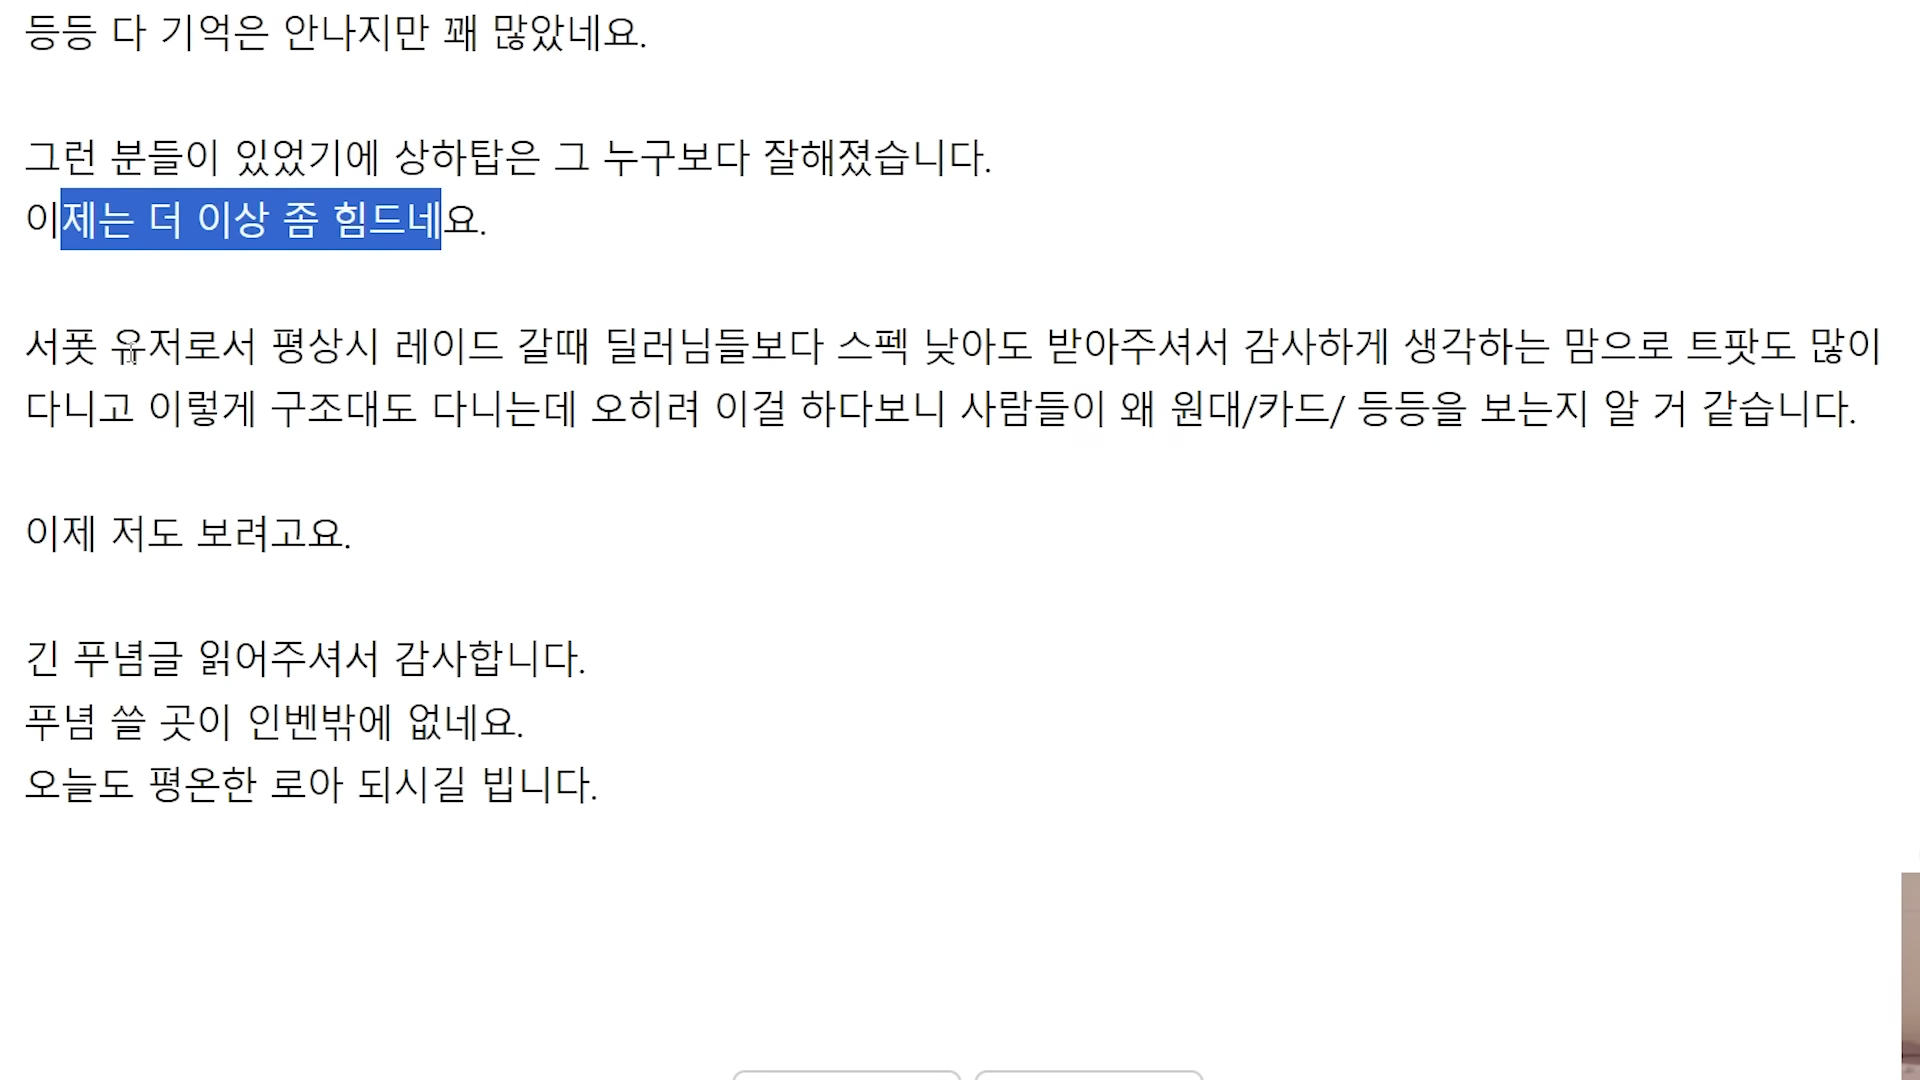 등등 다 기억은 안나지만 꽤 많았네요.
그런 분들이 있었기에 상하탑은 그 누구보다 잘해졌습니다.
이제는 더 이상 좀 힘드네요.
서폿 유저로서 평상시 레이드 갈때 딜러님들보다 스펙 낮아도 받아주셔서 감사하게 생각하는 맘으로 트팟도 많이
다니고 이렇게 구조대도 다니는데 오히려 이걸 하다보니 사람들이 왜 원대/카드/ 등등을 보는지 알 거 같습니다.
이제 저도 보려고요.
긴 푸념글 읽어주셔서 감사합니다.
푸념 쓸 곳이 인벤밖에 없네요.
오늘도 평온한 로아 되시길 빕니다.